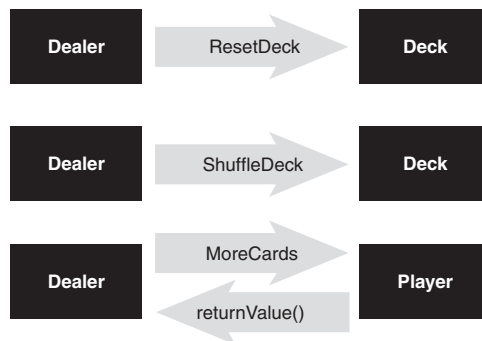 Dealer ResetDeck Deck
Dealer ShuffleDeck Deck
MoreCards
Dealer Player
returnValue()